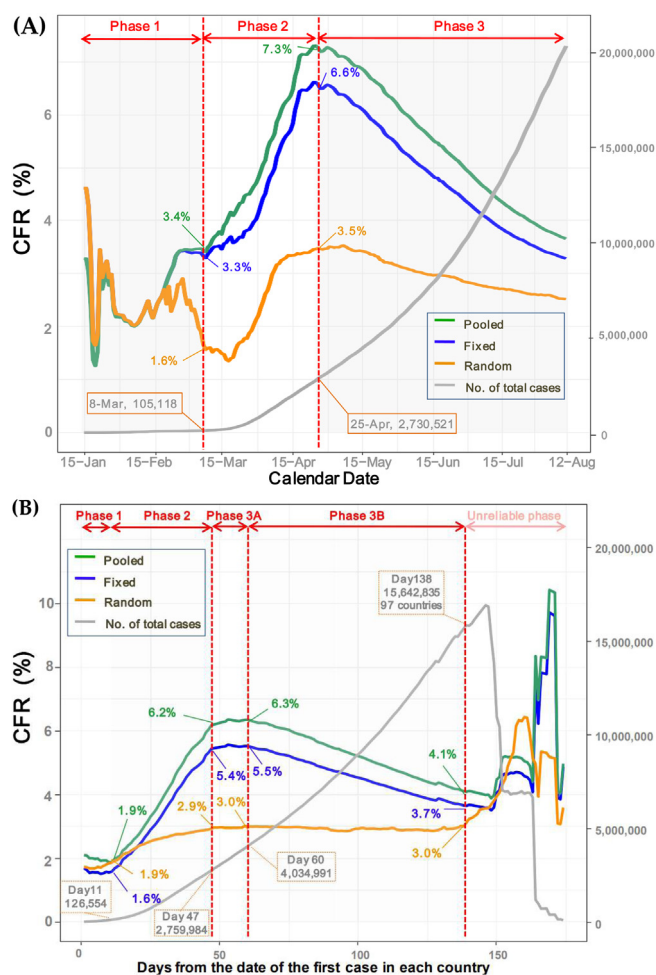 (A)
Phase 1 Phase 2 Phase 3
7.3%
6.6%
3.4%
3.3%
3.5%
1.6%
8-Mar, 105,118
25-Apr, 2,730,521
Pooled
Fixed
Random
No. of total cases
CFR (%)
6
4
2
0
20,000,000
15,000,000
10,000,000
5,000,000
0
15-Jan 15-Feb 15-Mar 15-Apr 15-May 15-Jun 15-Jul 12-Aug
Calendar Date
(B)
Phase 1 Phase 2 Phase 3A Phase 3B Unreliable phase
Pooled
Fixed
Random
No. of total cases
Day138
15,642,835
97 countries
6.2%
6.3%
5.4%
5.5%
4.1%
3.7%
2.9%
3.0%
3.0%
1.9%
1.9%
1.6%
Day11
126,554
Day 47
2,759,984
Day 60
4,034,991
CFR (%)
10
8
6
4
2
0
20,000,000
15,000,000
10,000,000
5,000,000
0
0 50 100 150
Days from the date of the first case in each country